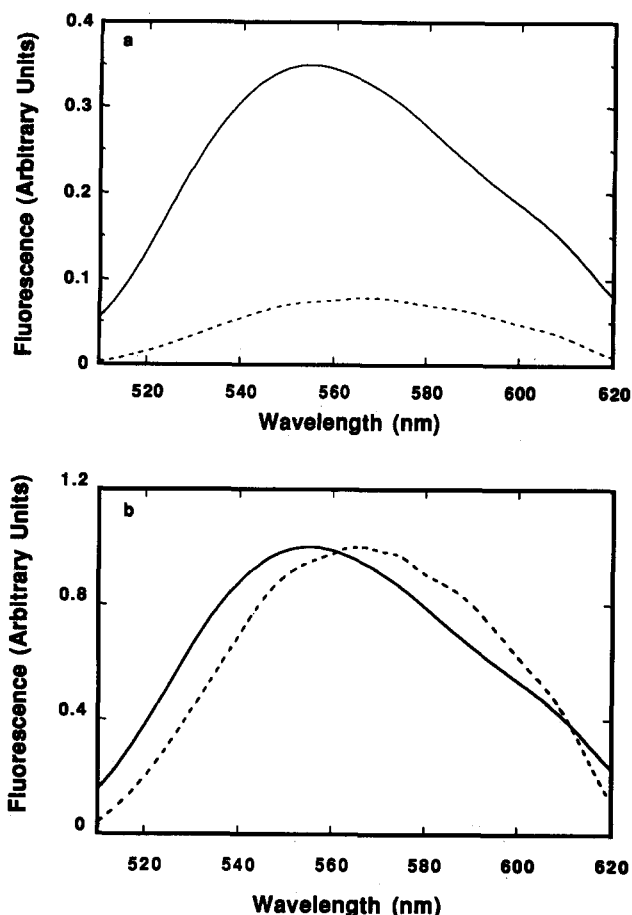 a
0.4
0.3
0.2
0.1
0
Fluorescence (Arbitrary Units)
520 540 560 580 600 620
Wavelength (nm)
b
1.2
0.8
0.4
0
Fluorescence (Arbitrary Units)
520 540 560 580 600 620
Wavelength (nm)